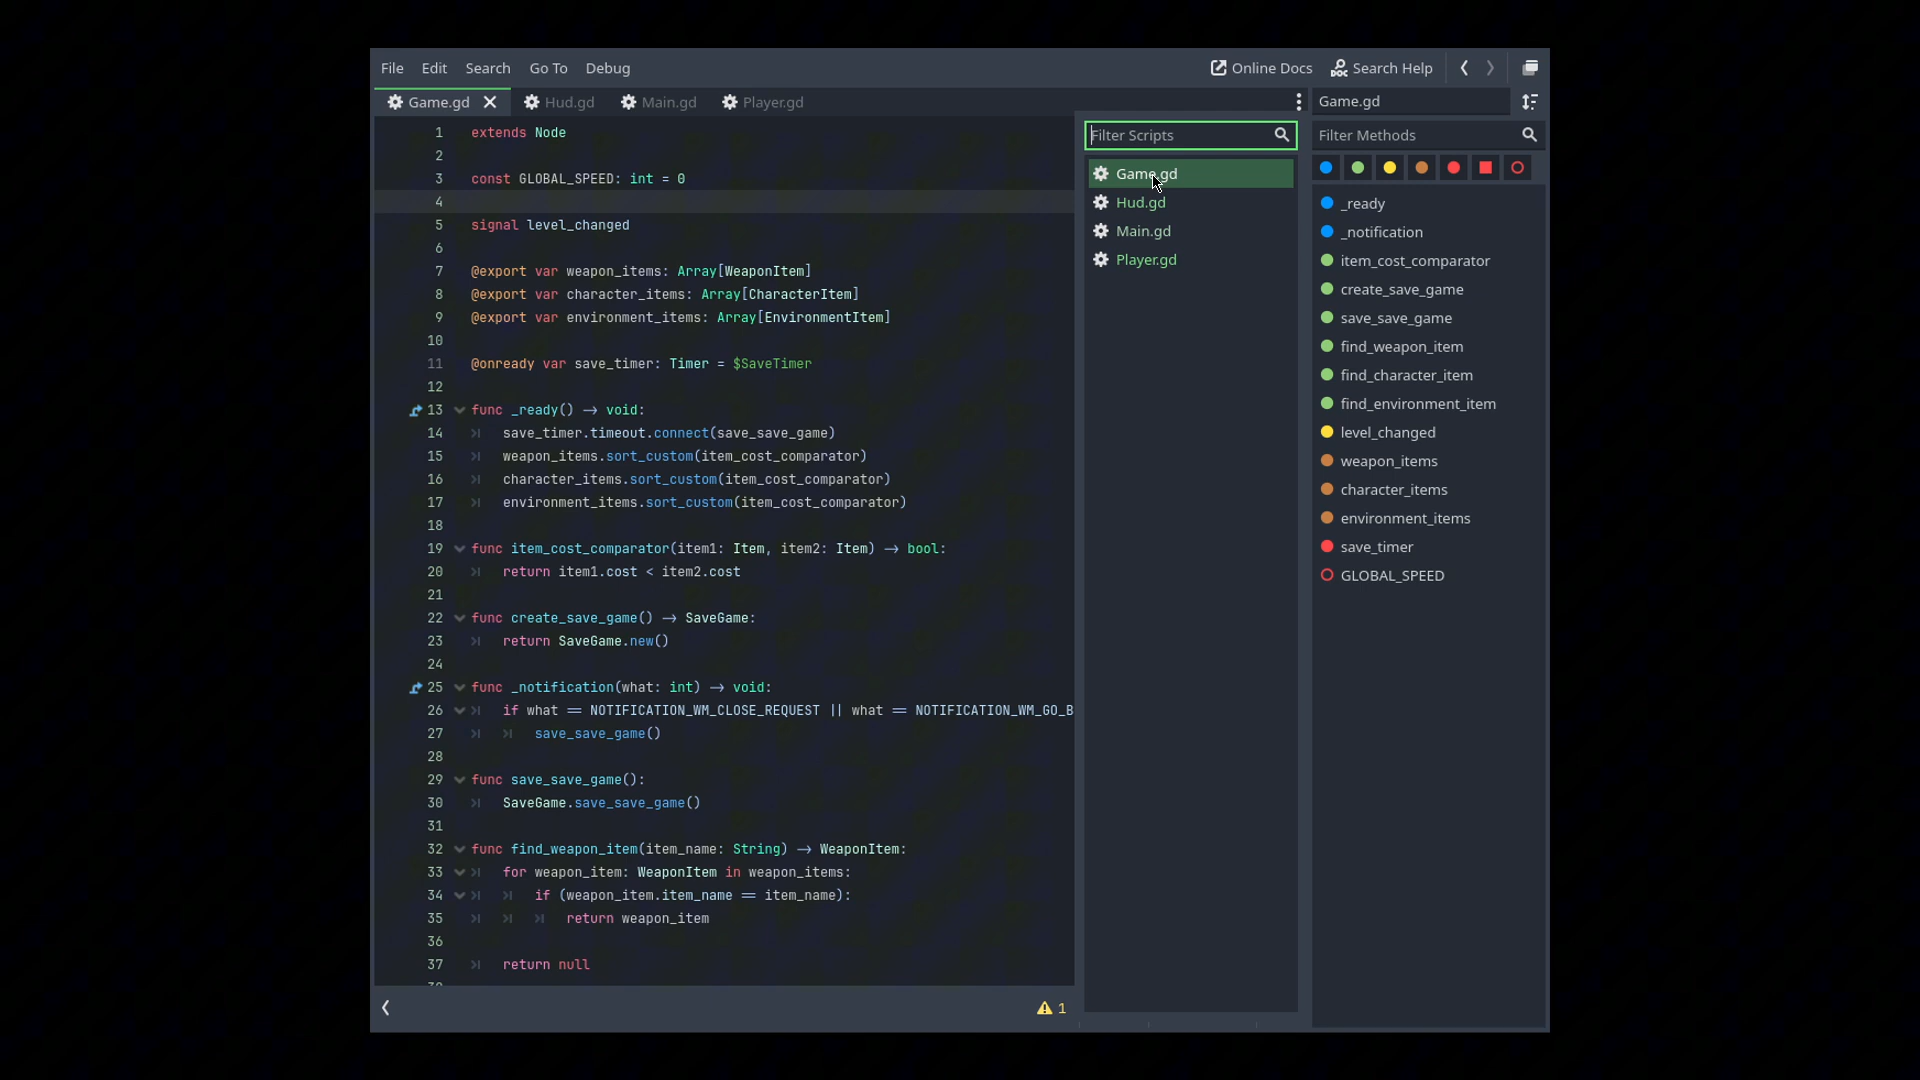 File Edit Search Go To Debug Online Docs Search Help
Game.gd Hud.gd Main.gd Player.gd
1 extends Node
2
3 const GLOBAL_SPEED: int = 0
4
5 signal level_changed
6
7 @export var weapon_items: Array[WeaponItem]
8 @export var character_items: Array[CharacterItem]
9 @export var environment_items: Array[EnvironmentItem]
10
11 @onready var save_timer: Timer = $SaveTimer
12
13 func _ready() -> void:
14 save_timer.timeout.connect(save_save_game)
15 weapon_items.sort_custom(item_cost_comparator)
16 character_items.sort_custom(item_cost_comparator)
17 environment_items.sort_custom(item_cost_comparator)
18
19 func item_cost_comparator(item1: Item, item2: Item) -> bool:
20 return item1.cost < item2.cost
21
22 func create_save_game() -> SaveGame:
23 return SaveGame.new()
24
25 func _notification(what: int) -> void:
26 if what == NOTIFICATION_WM_CLOSE_REQUEST || what == NOTIFICATION_WM_GO_B
27 save_save_game()
28
29 func save_save_game():
30 SaveGame.save_save_game()
31
32 func find_weapon_item(item_name: String) -> WeaponItem:
33 for weapon_item: WeaponItem in weapon_items:
34 if (weapon_item.item_name == item_name):
35 return weapon_item
36
37 return null
1
Filter Scripts
Game.gd
Hud.gd
Main.gd
Player.gd
Game.gd
Filter Methods
_ready
_notification
item_cost_comparator
create_save_game
save_save_game
find_weapon_item
find_character_item
find_environment_item
level_changed
weapon_items
character_items
environment_items
save_timer
GLOBAL_SPEED